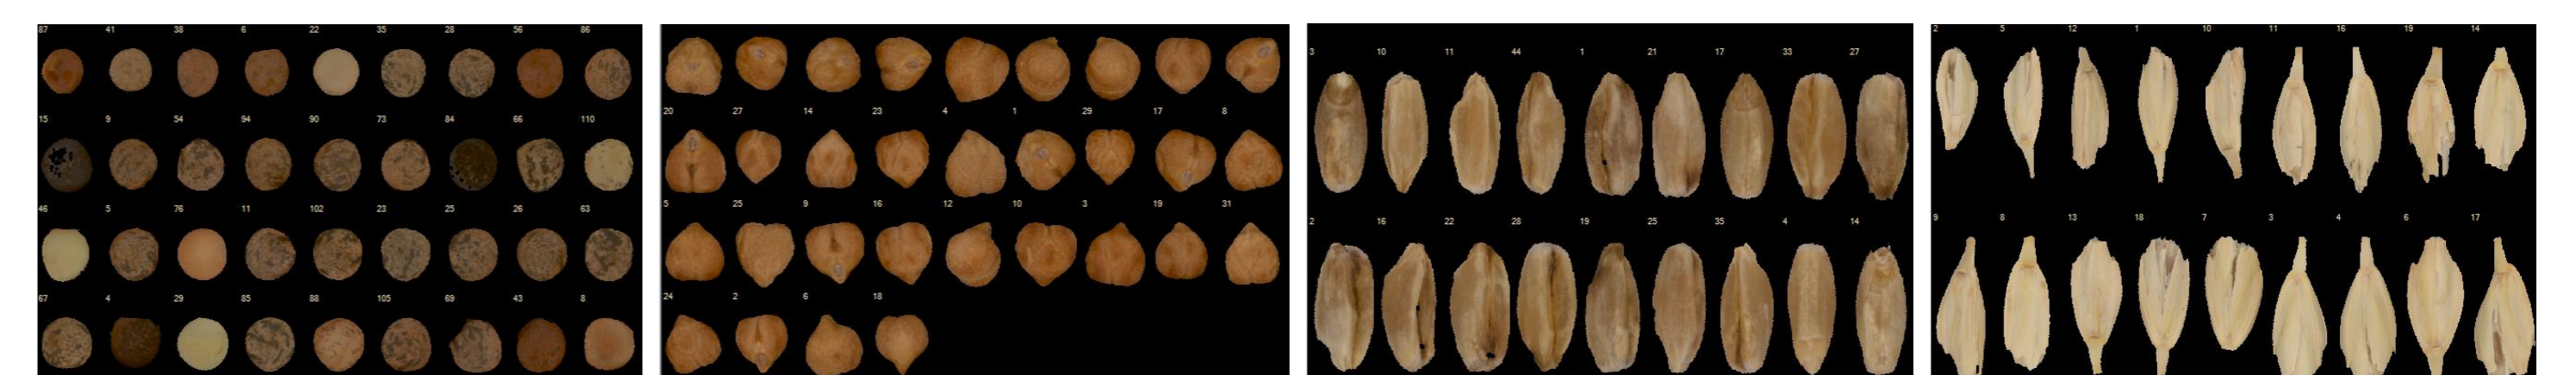 87 41 38 6 22 35 28 56 86
15 9 54 94 90 73 84 66 110
46 5 76 11 102 23 25 26 63
67 4 29 85 88 105 69 43 8
20 27 14 23 4 1 29 17 8
5 25 9 16 12 10 3 19 31
24 2 6 18
3 10 11 44 1 21 17 33 27
2 16 22 28 19 25 35 4 14
2 5 12 1 10 11 16 19 14
9 8 13 18 7 3 4 6 17